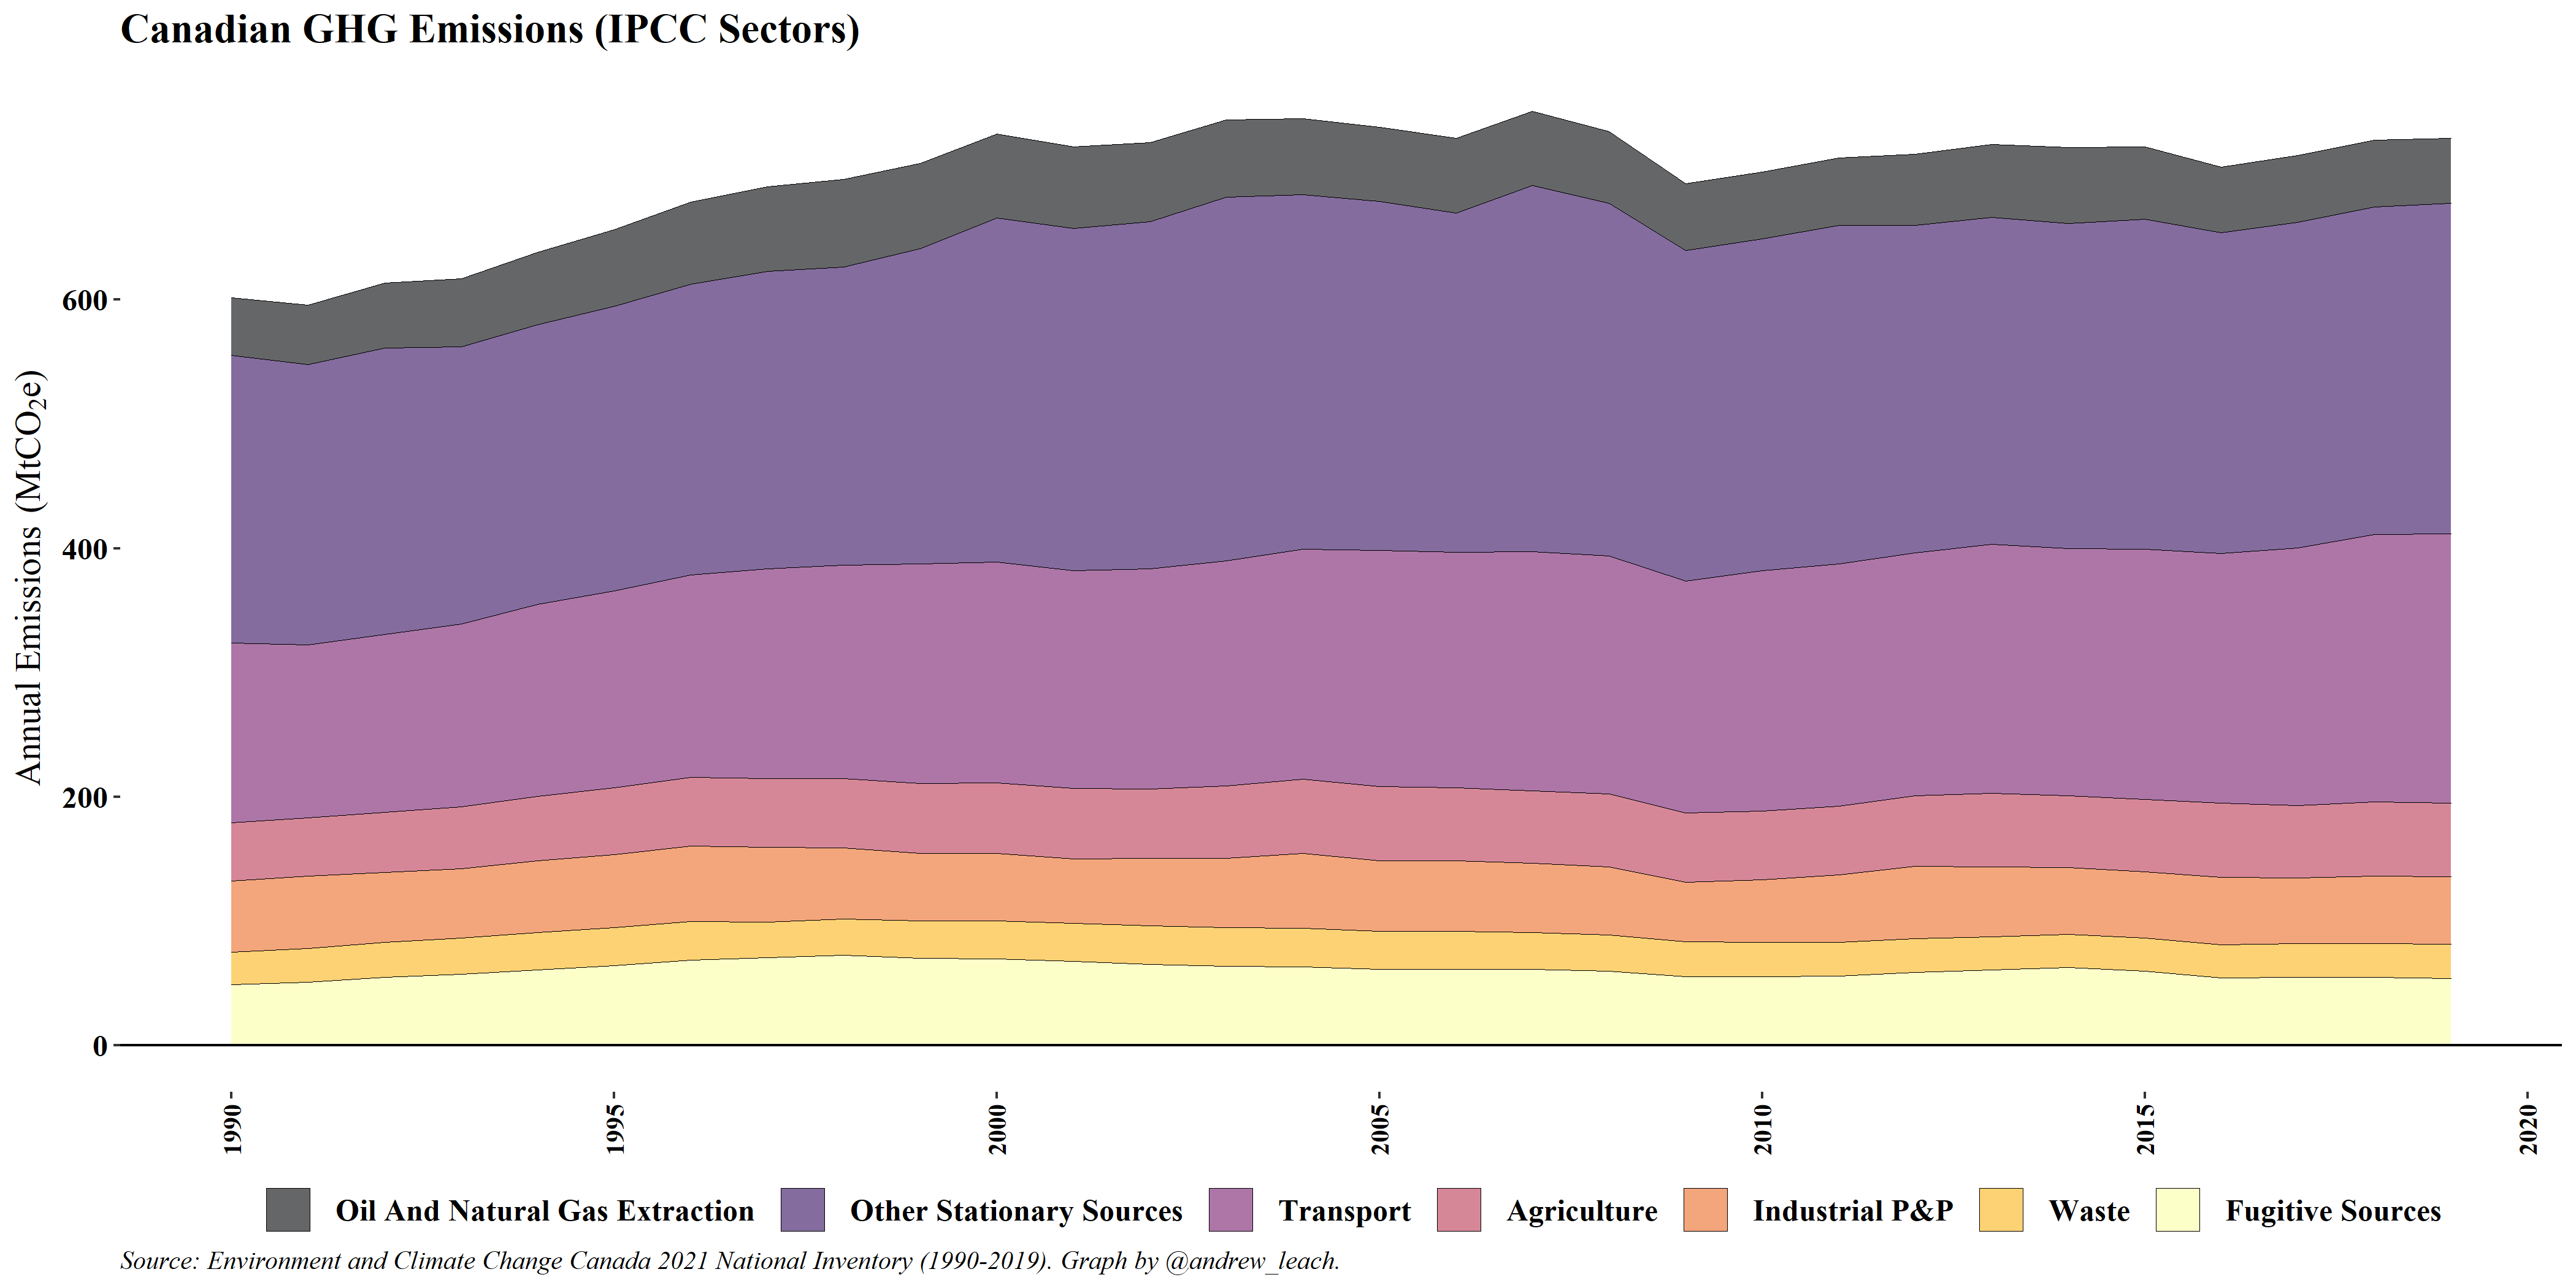 Canadian GHG Emissions (IPCC Sectors)
Annual Emissions (MtCO₂e)
600
400
200
0
1990 1995 2000 2005 2010 2015 2020
Oil And Natural Gas Extraction Other Stationary Sources Transport Agriculture Industrial P&P Waste Fugitive Sources
Source: Environment and Climate Change Canada 2021 National Inventory (1990-2019). Graph by @andrew_leach.